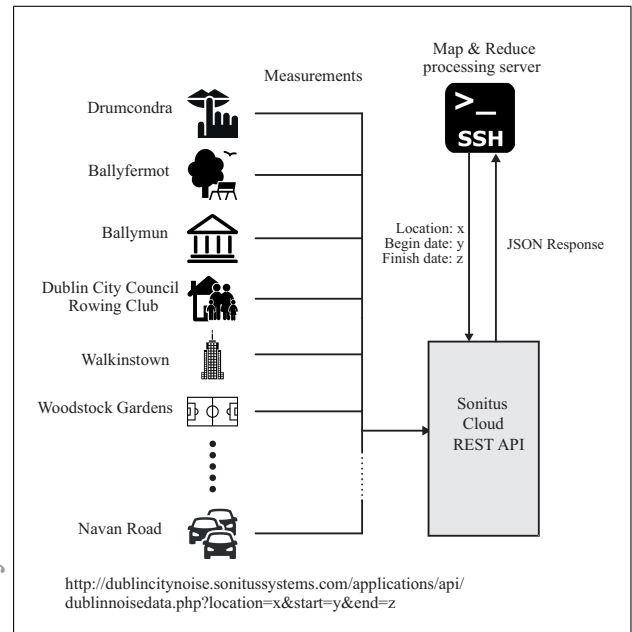 Map & Reduce
processing server
Measurements
>_
SSH
Drumcondra
Ballyfermot
Ballymun
Dublin City Council
Rowing Club
Walkinstown
Woodstock Gardens
Navan Road
Location: x
Begin date: y
Finish date: z
JSON Response
Sonitus
Cloud
REST API
http://dublincitynoise.sonitussystems.com/applications/api/
dublinnoisedata.php?location=x&start=y&end=z